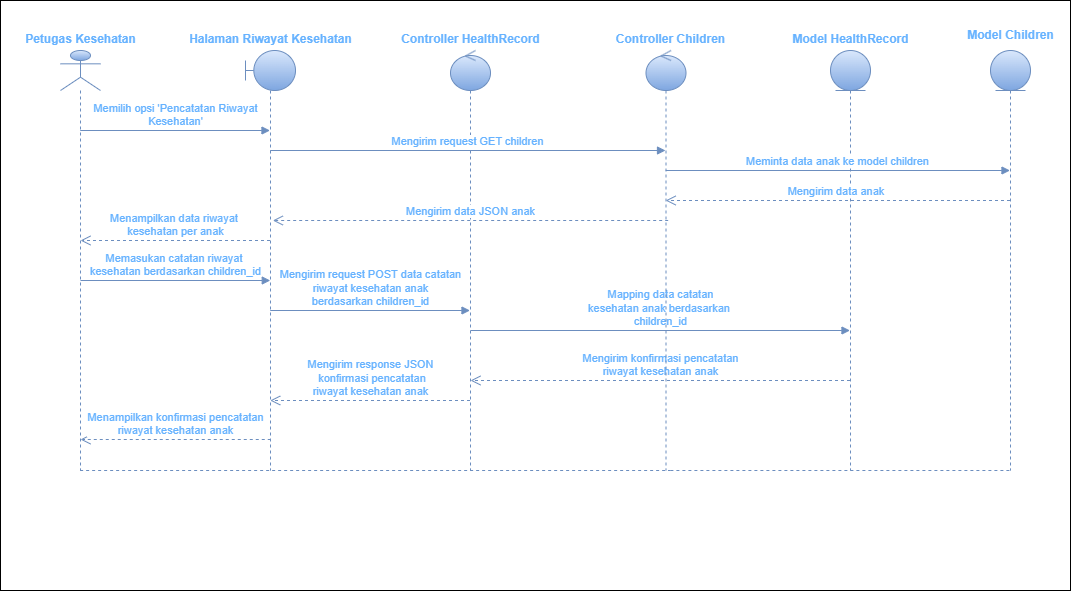 Petugas Kesehatan
Halaman Riwayat Kesehatan
Controller HealthRecord
Controller Children
Model HealthRecord
Model Children
Memilih opsi 'Pencatatan Riwayat
Kesehatan'
Mengirim request GET children
Meminta data anak ke model children
Mengirim data anak
Mengirim data JSON anak
Menampilkan data riwayat
kesehatan per anak
Memasukan catatan riwayat
kesehatan berdasarkan children_id
Mengirim request POST data catatan
riwayat kesehatan anak
berdasarkan children_id
Mapping data catatan
kesehatan anak berdasarkan
children_id
Mengirim konfirmasi pencatatan
riwayat kesehatan anak
Mengirim response JSON
konfirmasi pencatatan
riwayat kesehatan anak
Menampilkan konfirmasi pencatatan
riwayat kesehatan anak